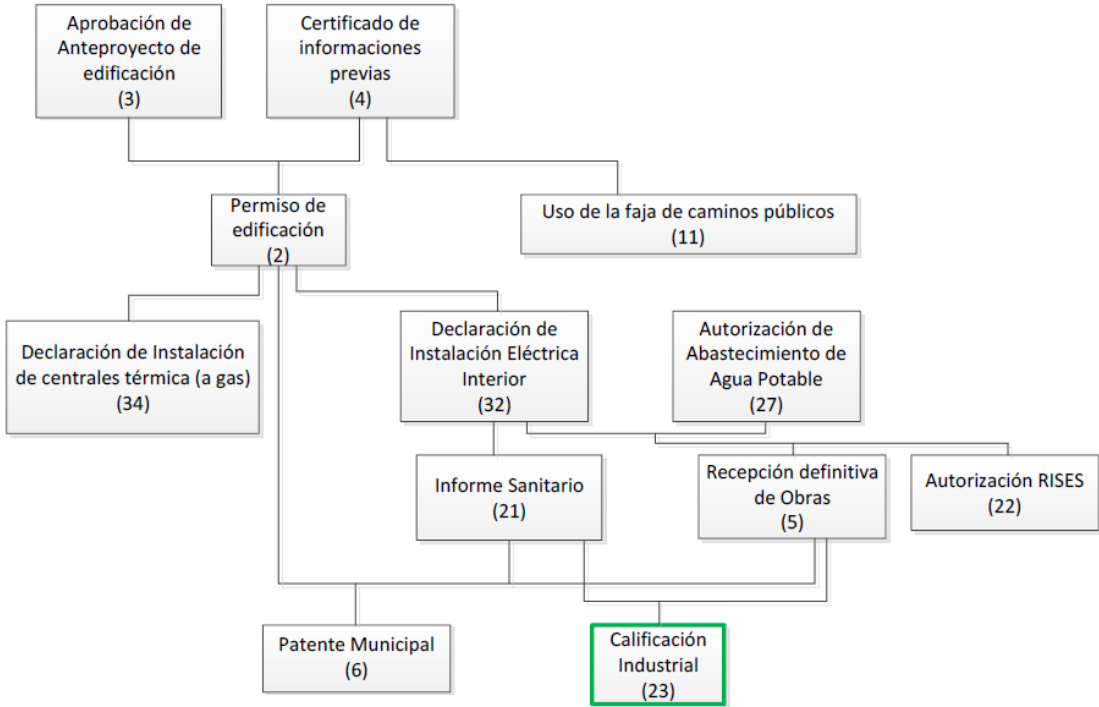 Aprobación de
Anteproyecto de
edificación
(3)
Certificado de
informaciones
previas
(4)
Permiso de
edificación
(2)
Uso de la faja de caminos públicos
(11)
Declaración de Instalación
de centrales térmica (a gas)
(34)
Declaración de
Instalación Eléctrica
Interior
(32)
Autorización de
Abastecimiento de
Agua Potable
(27)
Informe Sanitario
(21)
Recepción definitiva
de Obras
(5)
Autorización RISES
(22)
Patente Municipal
(6)
Calificación
Industrial
(23)